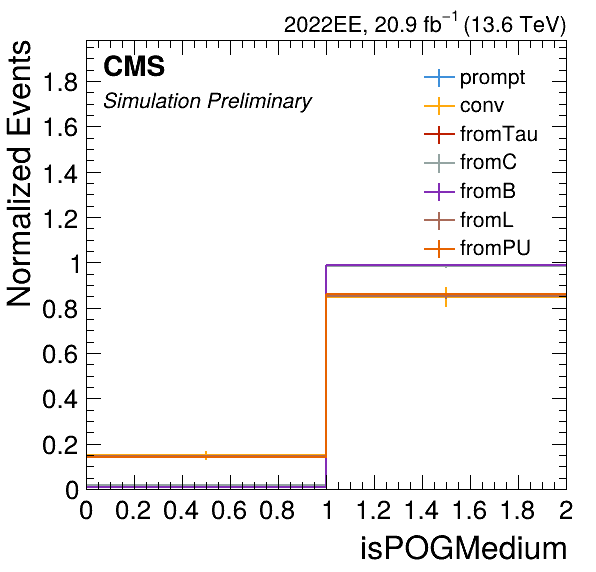 2022EE, 20.9 fb⁻¹ (13.6 TeV)
CMS
Simulation Preliminary
prompt
conv
fromTau
fromC
fromB
fromL
fromPU
Normalized Events
1.8
1.6
1.4
1.2
1
0.8
0.6
0.4
0.2
0
0 0.2 0.4 0.6 0.8 1 1.2 1.4 1.6 1.8 2
isPOGMedium